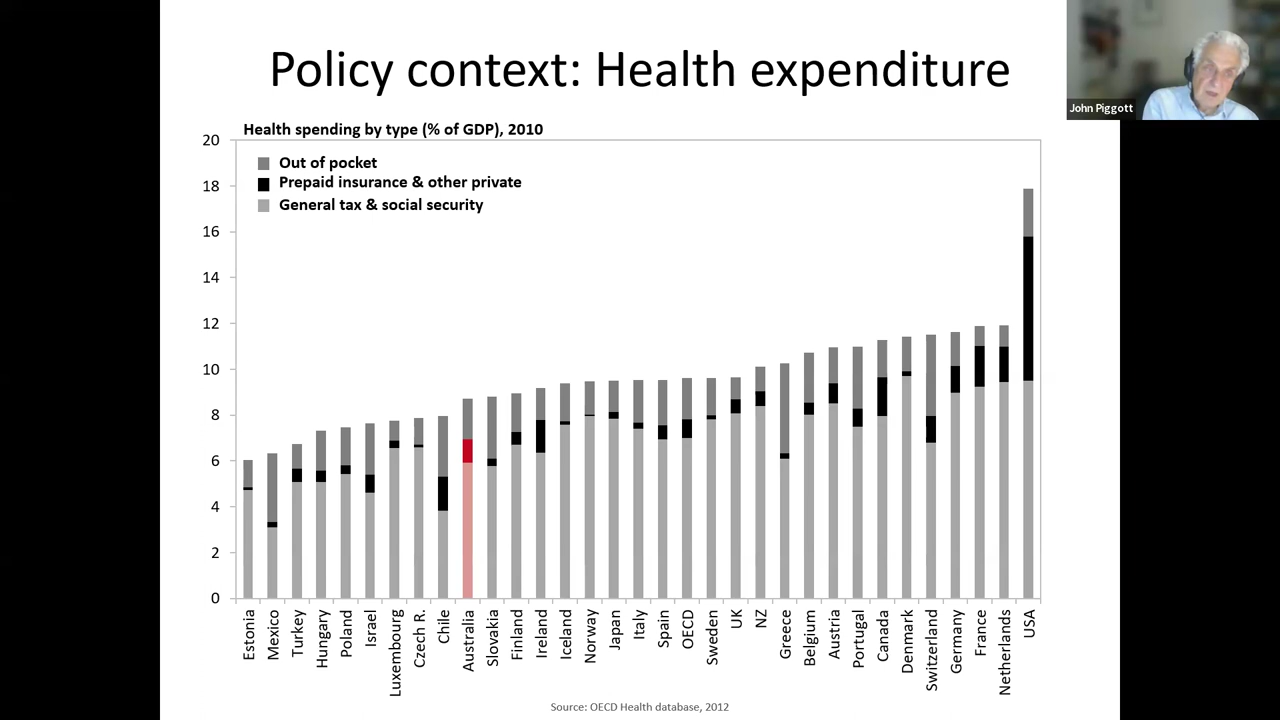 Policy context: Health expenditure
John Piggott
Health spending by type (% of GDP), 2010
Out of pocket
Prepaid insurance & other private
General tax & social security
20
18
16
14
12
10
8
6
4
2
0
Estonia
Mexico
Turkey
Hungary
Poland
Israel
Luxembourg
Czech R.
Chile
Australia
Slovakia
Finland
Ireland
Iceland
Norway
Japan
Italy
Spain
OECD
Sweden
UK
NZ
Greece
Belgium
Austria
Portugal
Canada
Denmark
Switzerland
Germany
France
Netherlands
USA
Source: OECD Health database, 2012